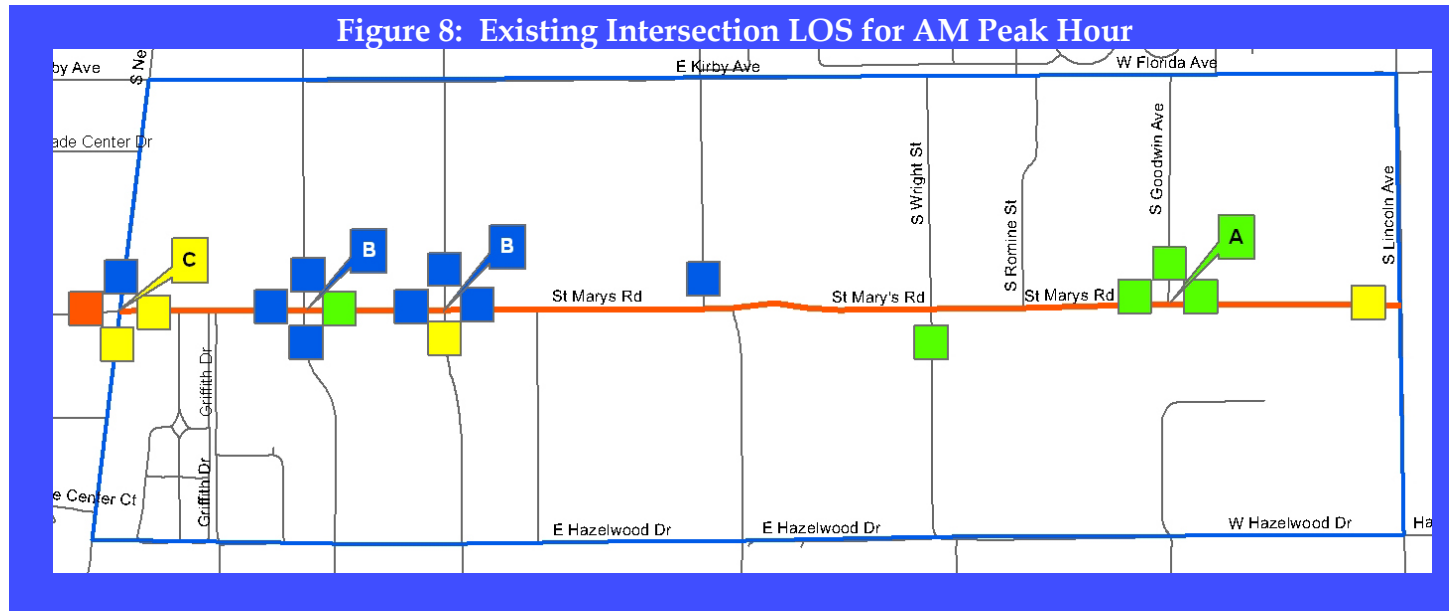 Figure 8: Existing Intersection LOS for AM Peak Hour
by Ave
S Ne
E Kirby Ave
W Florida Ave
ade Center Dr
S Wright St
S Romine St
S Goodwin Ave
S Lincoln Ave
C
B
B
A
St Marys Rd
St Mary's Rd
St Marys Rd
Griffith Dr
Griffith Dr
e Center Ct
E Hazelwood Dr
E Hazelwood Dr
W Hazelwood Dr
Ha